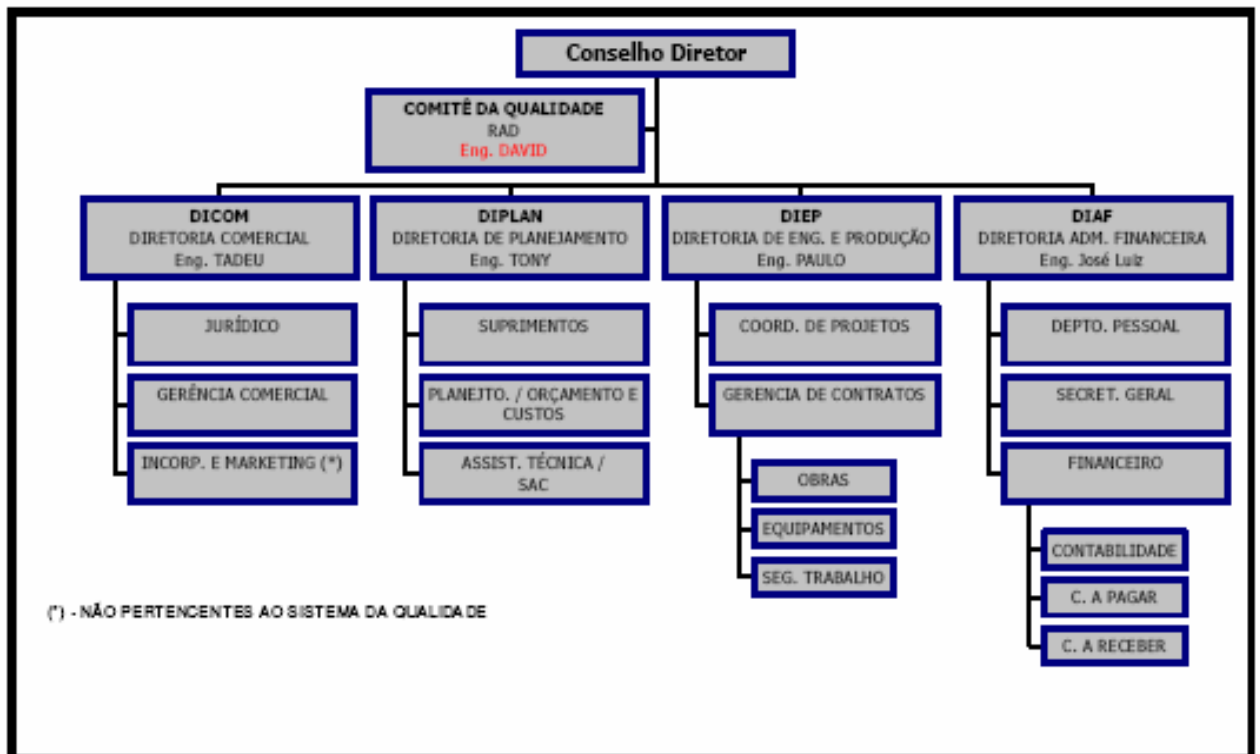 Conselho Diretor
COMITÊ DA QUALIDADE
RAD
Eng. DAVID
DICOM
DIRETORIA COMERCIAL
Eng. TADEU
JURÍDICO
GERÊNCIA COMERCIAL
INCORP. E MARKETING (*)
DIPLAN
DIRETORIA DE PLANEJAMENTO
Eng. TONY
SUPRIMENTOS
PLANEJTO. / ORÇAMENTO E
CUSTOS
ASSIST. TÉCNICA /
SAC
DIEP
DIRETORIA DE ENG. E PRODUÇÃO
Eng. PAULO
COORD. DE PROJETOS
GERENCIA DE CONTRATOS
OBRAS
EQUIPAMENTOS
SEG. TRABALHO
DIAF
DIRETORIA ADM. FINANCEIRA
Eng. José Luiz
DEPTO. PESSOAL
SECRET. GERAL
FINANCEIRO
CONTABILIDADE
C. A PAGAR
C. A RECEBER
(*) - NÃO PERTENCENTES AO SISTEMA DA QUALIDADE